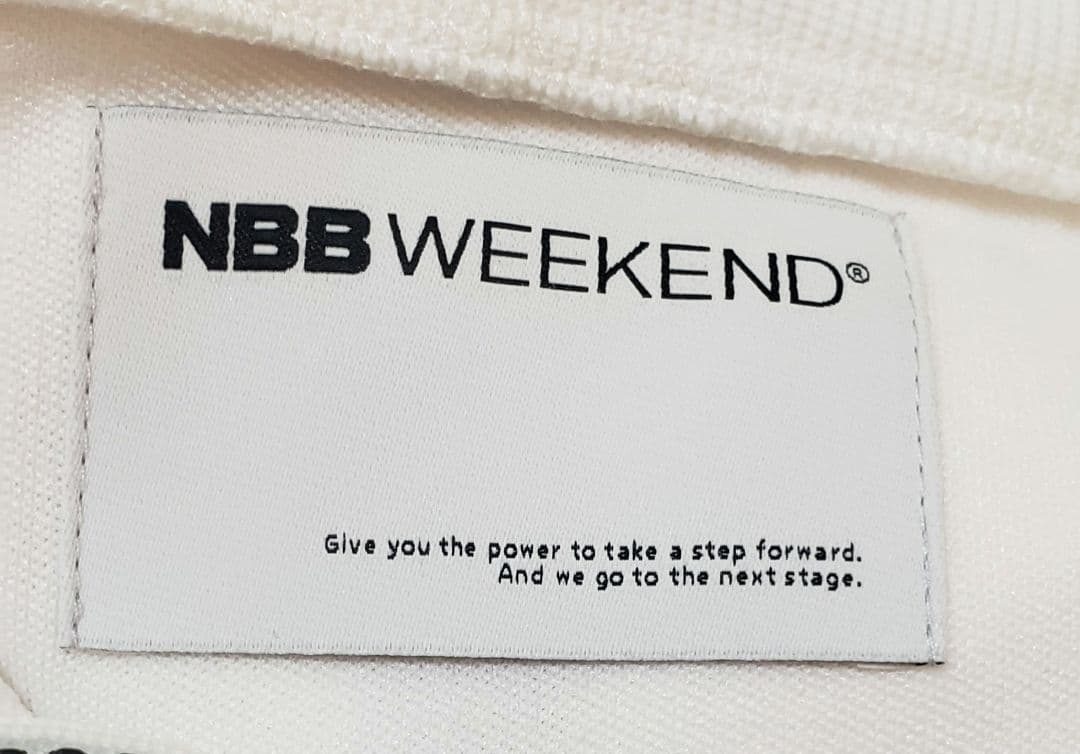 NBB WEEKEND®
Give you the power to take a step forward.
And we go to the next stage.